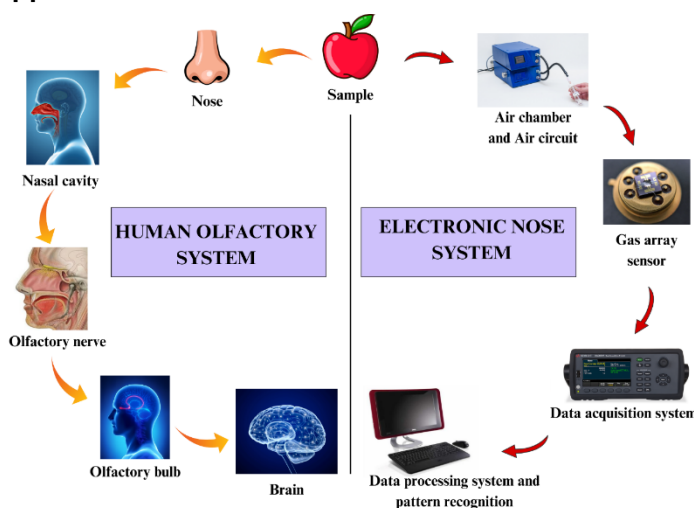 Sample
Nose
Nasal cavity
HUMAN OLFACTORY
SYSTEM
Olfactory nerve
Olfactory bulb
Brain
Air chamber
and Air circuit
ELECTRONIC NOSE
SYSTEM
Gas array
sensor
Data acquisition system
Data processing system and
pattern recognition